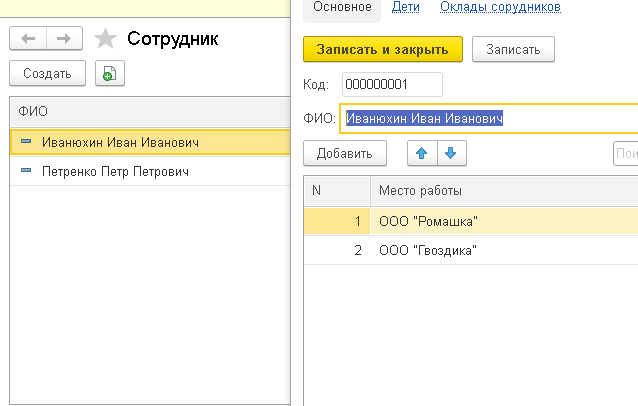 Сотрудник
Создать
ФИО
Иванюхин Иван Иванович
Петренко Петр Петрович
Основное Дети Оклады сорудников
Записать и закрыть Записать
Код: 000000001
ФИО: Иванюхин Иван Иванович
Добавить Пои
N Место работы
1 ООО "Ромашка"
2 ООО "Гвоздика"